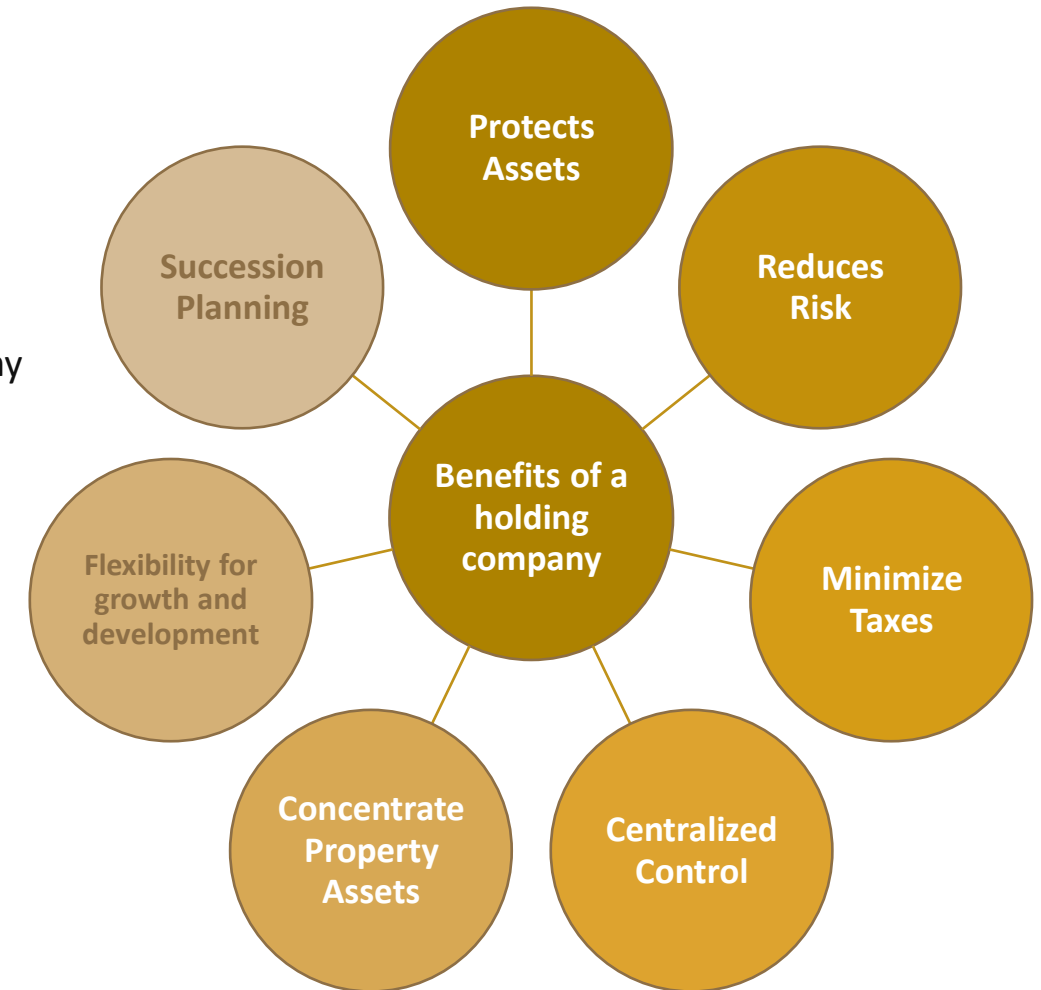 Protects
Assets
Reduces
Risk
Minimize
Taxes
Centralized
Control
Concentrate
Property
Assets
Flexibility for
growth and
development
Succession
Planning
Benefits of a
holding
company